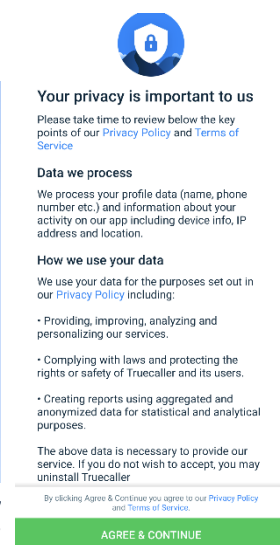 Your privacy is important to us
Please take time to review below the key
points of our Privacy Policy and Terms of
Service
Data we process
We process your profile data (name, phone
number etc.) and information about your
activity on our app including device info, IP
address and location.
How we use your data
We use your data for the purposes set out in
our Privacy Policy including:
• Providing, improving, analyzing and
personalizing our services.
• Complying with laws and protecting the
rights or safety of Truecaller and its users.
• Creating reports using aggregated and
anonymized data for statistical and analytical
purposes.
The above data is necessary to provide our
service. If you do not wish to accept, you may
uninstall Truecaller
By clicking Agree & Continue you agree to our Privacy Policy
and Terms of Service.
AGREE & CONTINUE